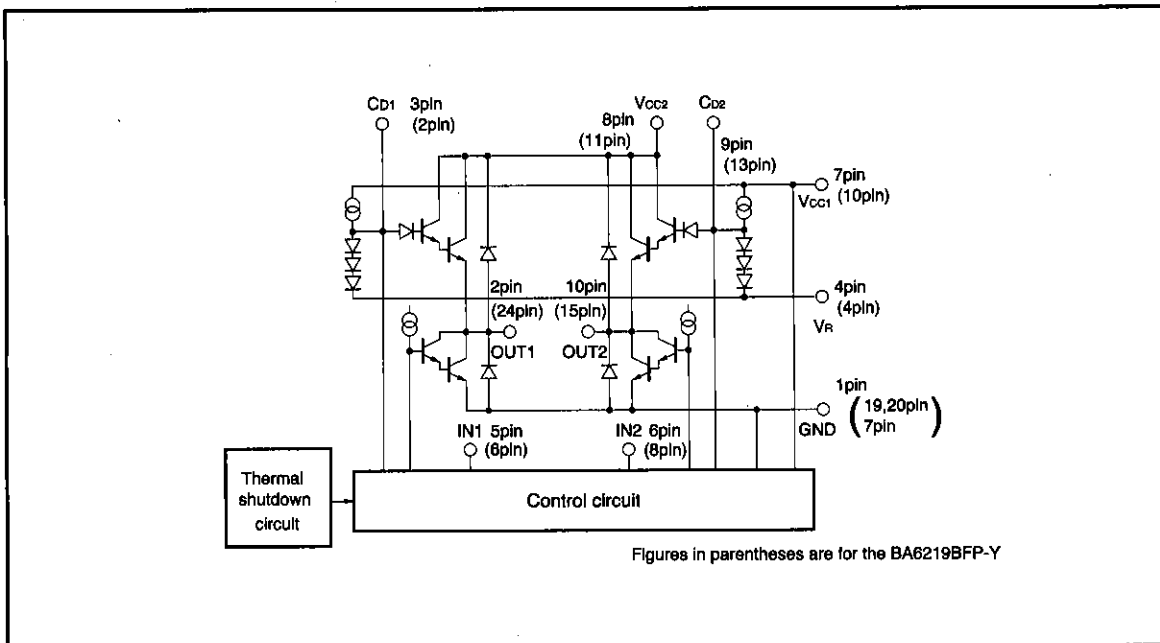 CD1 3pin
(2pin)
VCC2
8pin
(11pin)
CD2
9pin
(13pin)
7pin
VCC1 (10pin)
2pin
(24pin)
OUT1
10pin
(15pin)
OUT2
4pin
(4pin)
VR
1pin
GND (19,20pin
7pin)
IN1 5pin
(6pin)
IN2 6pin
(8pin)
Thermal
shutdown
circuit
Control circuit
Figures in parentheses are for the BA6219BFP-Y